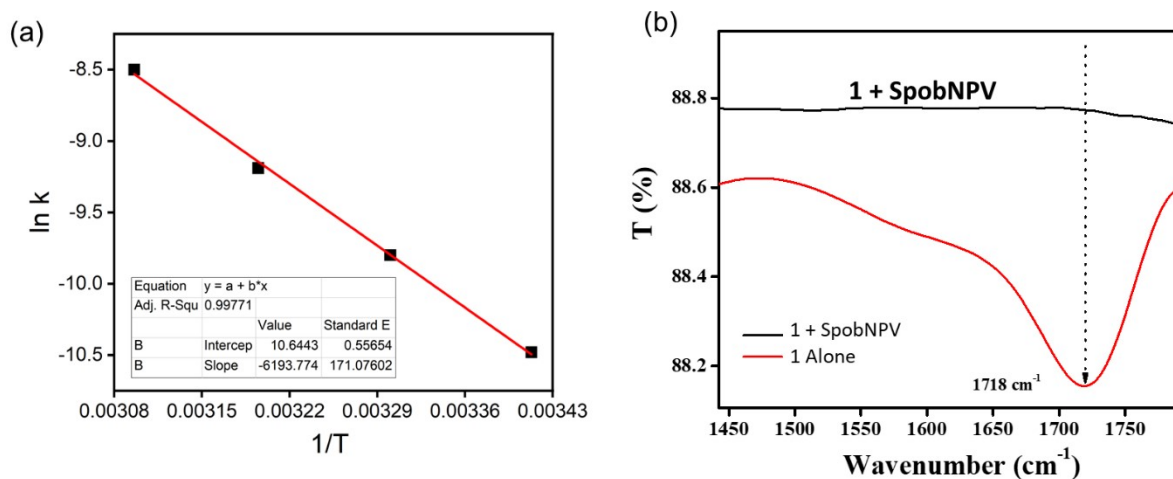 (a)
ln k
-8.5
-9.0
-9.5
-10.0
-10.5
Equation y = a + b*x
Adj. R-Squ 0.99771
Value Standard E
B Intercep 10.6443 0.55654
B Slope -6193.774 171.07602
0.00308 0.00315 0.00322 0.00329 0.00336 0.00343
1/T
(b)
T (%)
88.8
88.6
88.4
88.2
1 + SpobNPV
1 + SpobNPV
1 Alone
1718 cm-1
1450 1500 1550 1600 1650 1700 1750
Wavenumber (cm-1)